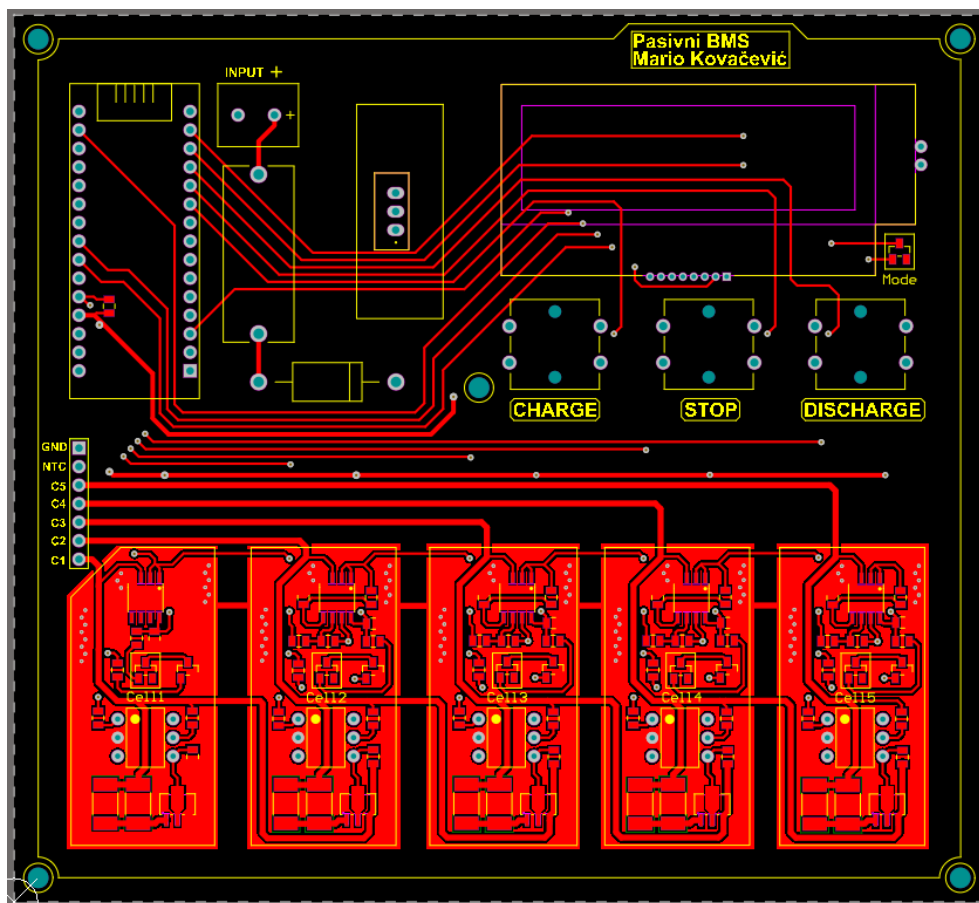 Pasivni BMS
Mario Kovačević
INPUT +
+
Mode
CHARGE
STOP
DISCHARGE
GND
NTC
C5
C4
C3
C2
C1
Cell1
Cell2
Cell3
Cell4
Cell5